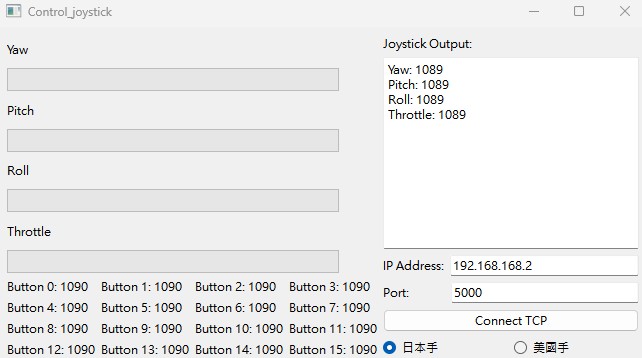 Control_joystick
Yaw
Pitch
Roll
Throttle
Button 0: 1090 Button 1: 1090 Button 2: 1090 Button 3: 1090
Button 4: 1090 Button 5: 1090 Button 6: 1090 Button 7: 1090
Button 8: 1090 Button 9: 1090 Button 10: 1090 Button 11: 1090
Button 12: 1090 Button 13: 1090 Button 14: 1090 Button 15: 1090
Joystick Output:
Yaw: 1089
Pitch: 1089
Roll: 1089
Throttle: 1089
IP Address: 192.168.168.2
Port: 5000
Connect TCP
日本手 美國手